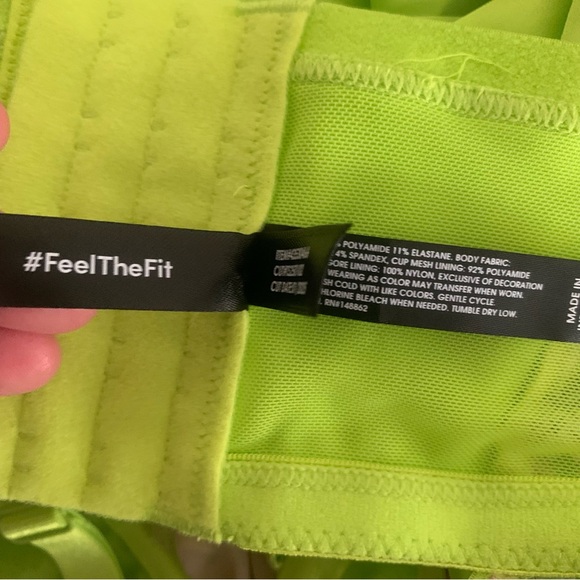 #FeelTheFit
% POLYAMIDE 11% ELASTANE. BODY FABRIC:
4% SPANDEX, CUP MESH LINING: 92% POLYAMIDE
GORE LINING: 100% NYLON. EXCLUSIVE OF DECORATION
WEARING AS COLOR MAY TRANSFER WHEN WORN.
SH COLD WITH LIKE COLORS. GENTLE CYCLE
HLORINE BLEACH WHEN NEEDED. TUMBLE DRY LOW.
RN#148862
MADE IN